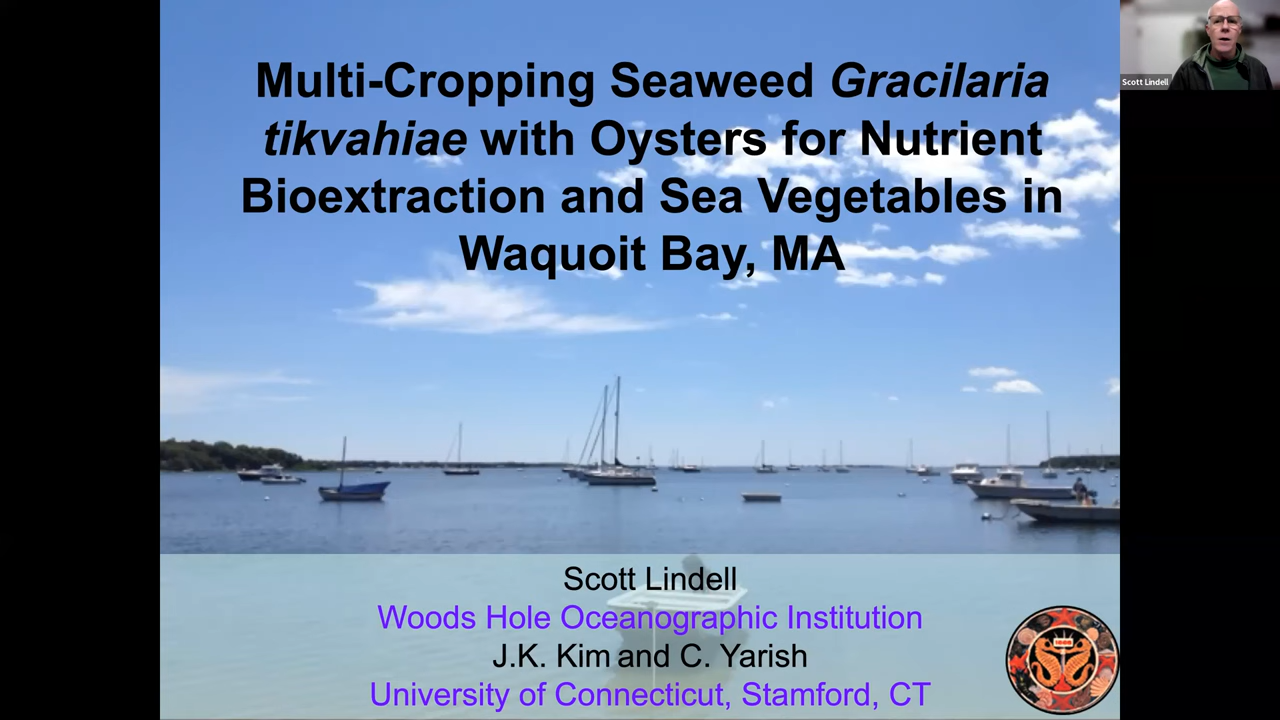 Multi-Cropping Seaweed Gracilaria
tikvahiae with Oysters for Nutrient
Bioextraction and Sea Vegetables in
Waquoit Bay, MA
Scott Lindell
Woods Hole Oceanographic Institution
J.K. Kim and C. Yarish
University of Connecticut, Stamford, CT
Scott Lindell